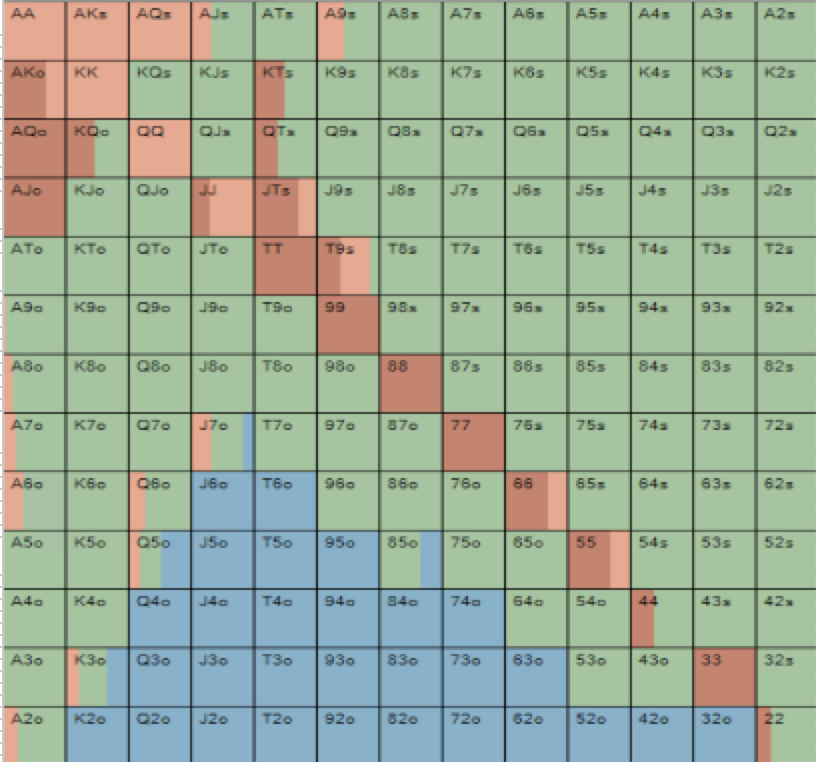 AA AKs AQs AJs ATs A9s A8s A7s A6s A5s A4s A3s A2s
AKo KK KQs KJs KTs K9s K8s K7s K6s K5s K4s K3s K2s
AQo KQo QQ QJs QTs Q9s Q8s Q7s Q6s Q5s Q4s Q3s Q2s
AJo KJo QJo JJ JTs J9s J8s J7s J6s J5s J4s J3s J2s
ATo KTo QTo JTo TT T9s T8s T7s T6s T5s T4s T3s T2s
A9o K9o Q9o J9o T9o 99 98s 97s 96s 95s 94s 93s 92s
A8o K8o Q8o J8o T8o 98o 88 87s 86s 85s 84s 83s 82s
A7o K7o Q7o J7o T7o 97o 87o 77 76s 75s 74s 73s 72s
A6o K6o Q6o J6o T6o 96o 86o 76o 66 65s 64s 63s 62s
A5o K5o Q5o J5o T5o 95o 85o 75o 65o 55 54s 53s 52s
A4o K4o Q4o J4o T4o 94o 84o 74o 64o 54o 44 43s 42s
A3o K3o Q3o J3o T3o 93o 83o 73o 63o 53o 43o 33 32s
A2o K2o Q2o J2o T2o 92o 82o 72o 62o 52o 42o 32o 22